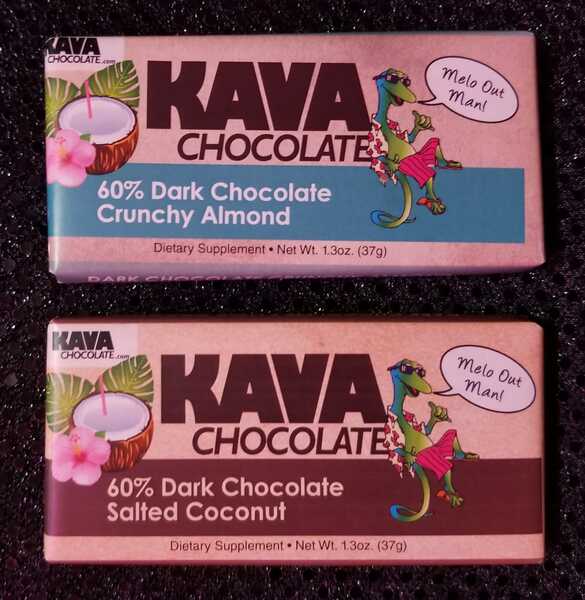 KAVA
CHOCOLATE.com
KAVA
CHOCOLATE
Melo Out
Man!
60% Dark Chocolate
Crunchy Almond
Dietary Supplement • Net Wt. 1.3oz. (37g)
DARK CHOCOLATE
KAVA
CHOCOLATE.com
KAVA
CHOCOLATE
Melo Out
Man!
60% Dark Chocolate
Salted Coconut
Dietary Supplement • Net Wt. 1.3oz. (37g)